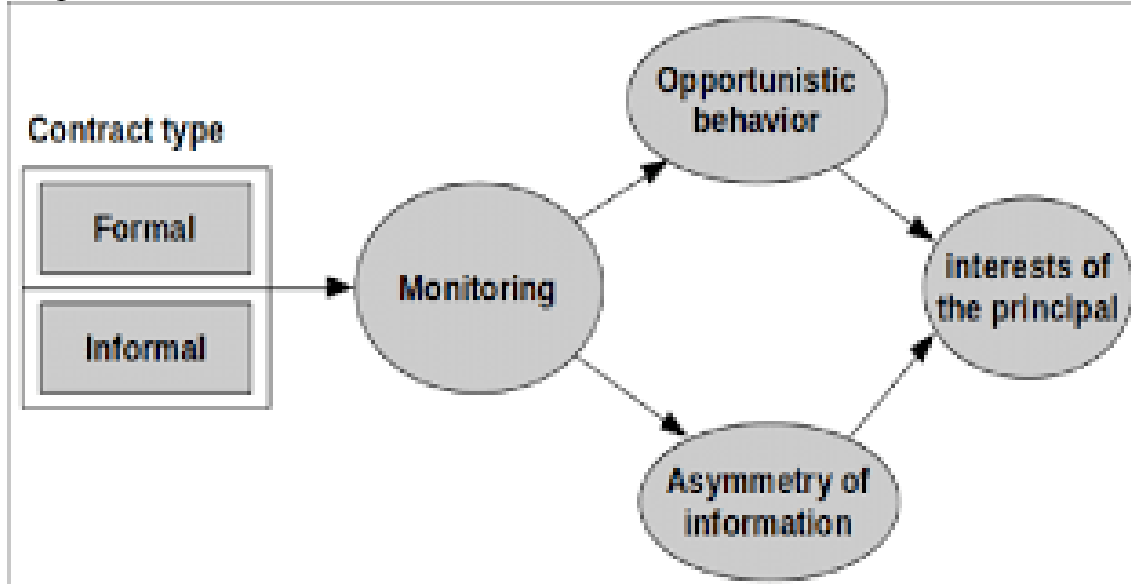 Contract type
Formal
Informal
Monitoring
Opportunistic
behavior
Asymmetry of
information
interests of
the principal